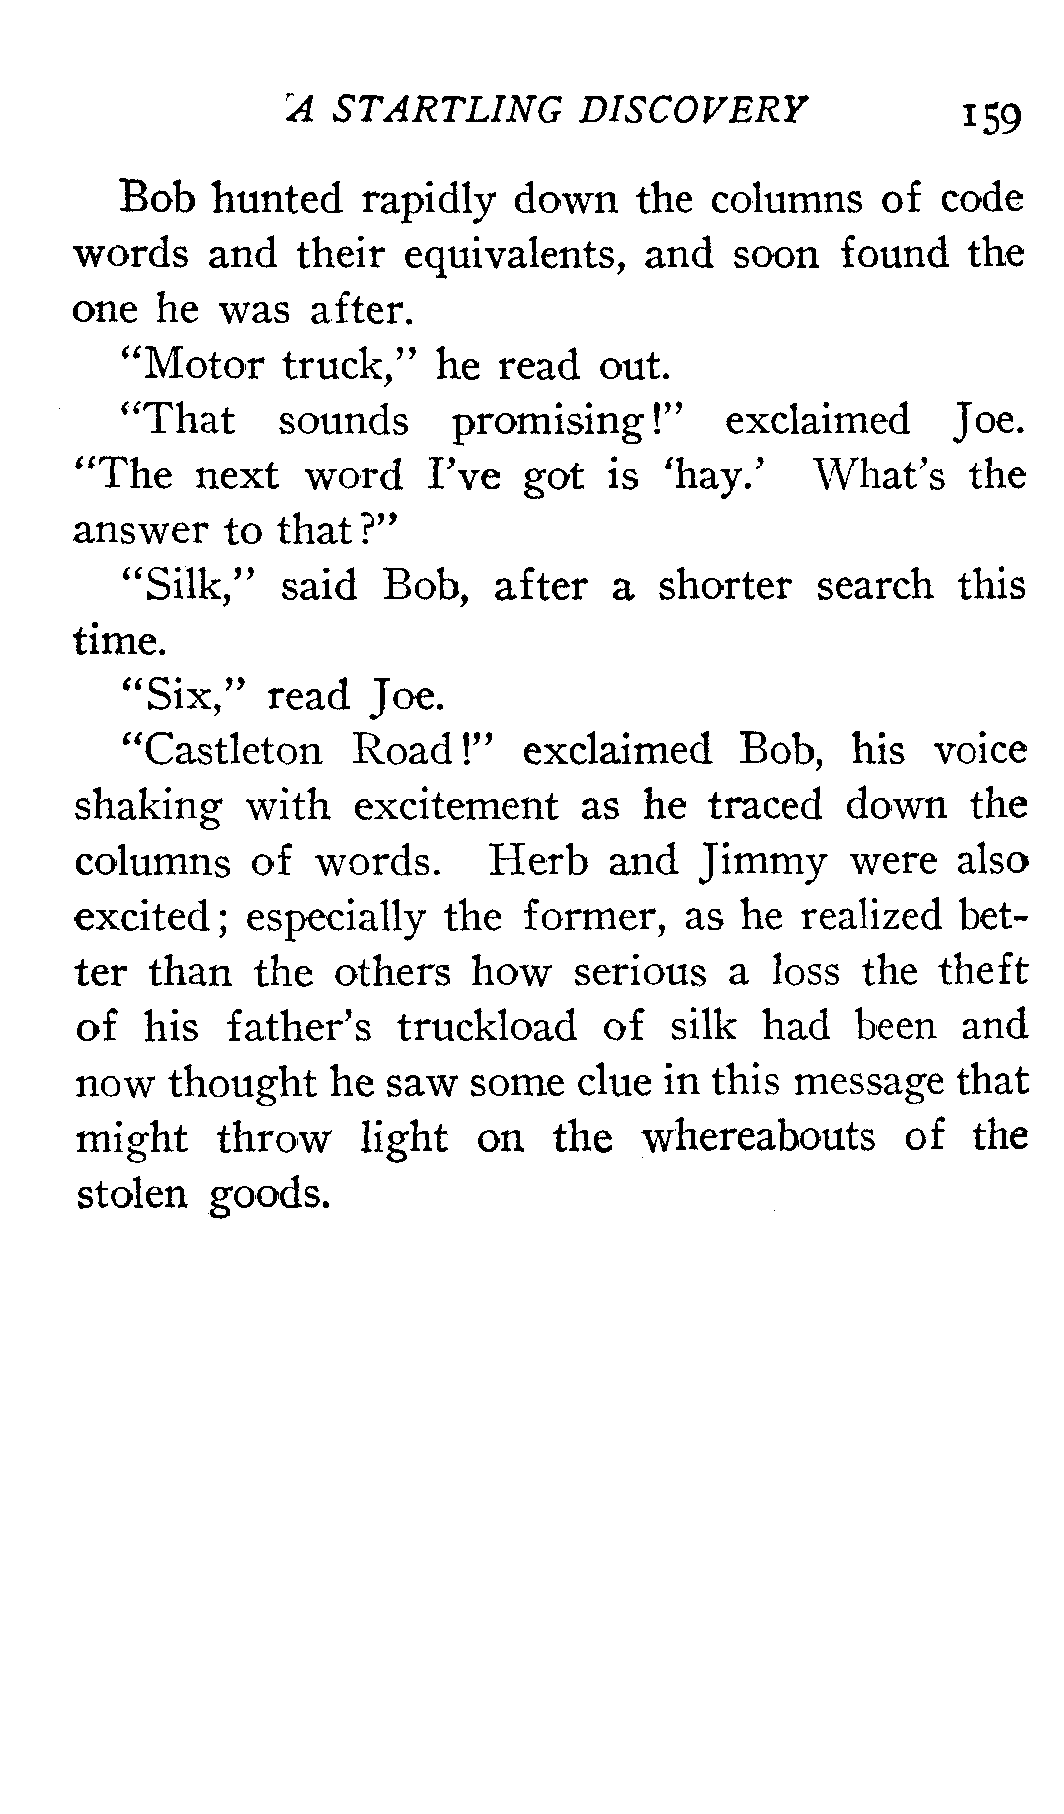 A STARTLING DISCOVERY 159
Bob hunted rapidly down the columns of code
words and their equivalents, and soon found the
one he was after.
"Motor truck," he read out.
"That sounds promising!" exclaimed Joe.
"The next word I've got is 'hay.' What's the
answer to that?"
"Silk," said Bob, after a shorter search this
time.
"Six," read Joe.
"Castleton Road!" exclaimed Bob, his voice
shaking with excitement as he traced down the
columns of words. Herb and Jimmy were also
excited; especially the former, as he realized bet-
ter than the others how serious a loss the theft
of his father's truckload of silk had been and
now thought he saw some clue in this message that
might throw light on the whereabouts of the
stolen goods.